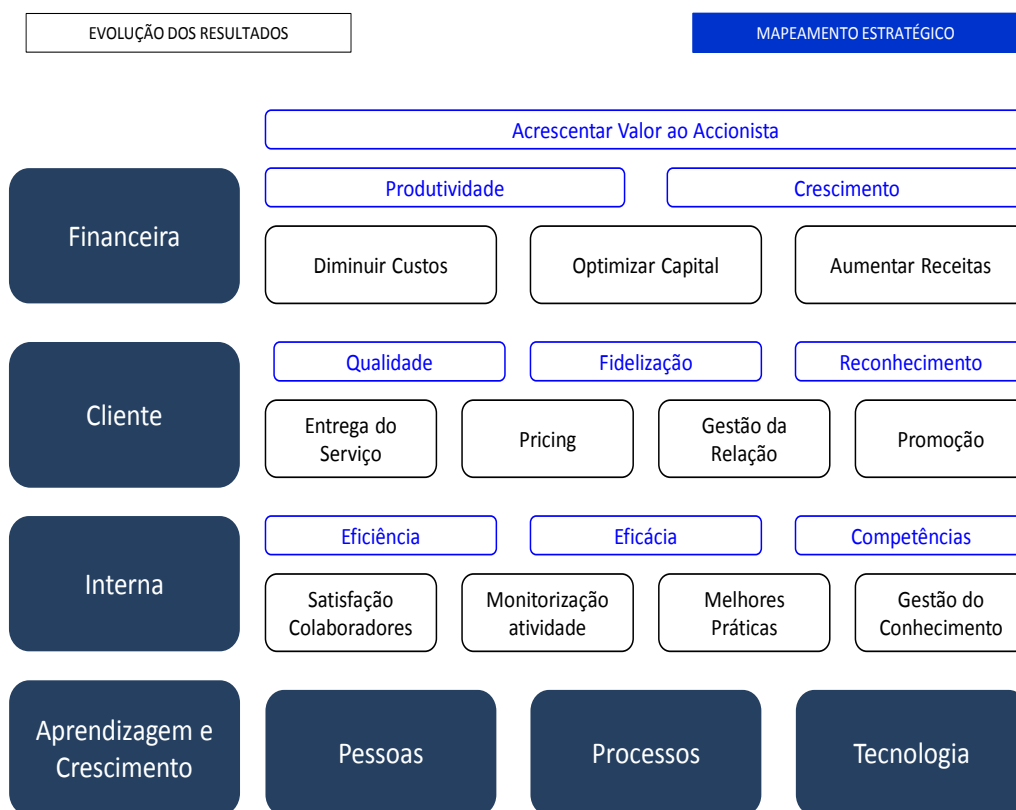 EVOLUÇÃO DOS RESULTADOS
MAPEAMENTO ESTRATÉGICO
Acrescentar Valor ao Accionista
Financeira
Produtividade
Crescimento
Diminuir Custos
Optimizar Capital
Aumentar Receitas
Cliente
Qualidade
Fidelização
Reconhecimento
Entrega do
Serviço
Pricing
Gestão da
Relação
Promoção
Interna
Eficiência
Eficácia
Competências
Satisfação
Colaboradores
Monitorização
atividade
Melhores
Práticas
Gestão do
Conhecimento
Aprendizagem e
Crescimento
Pessoas
Processos
Tecnologia